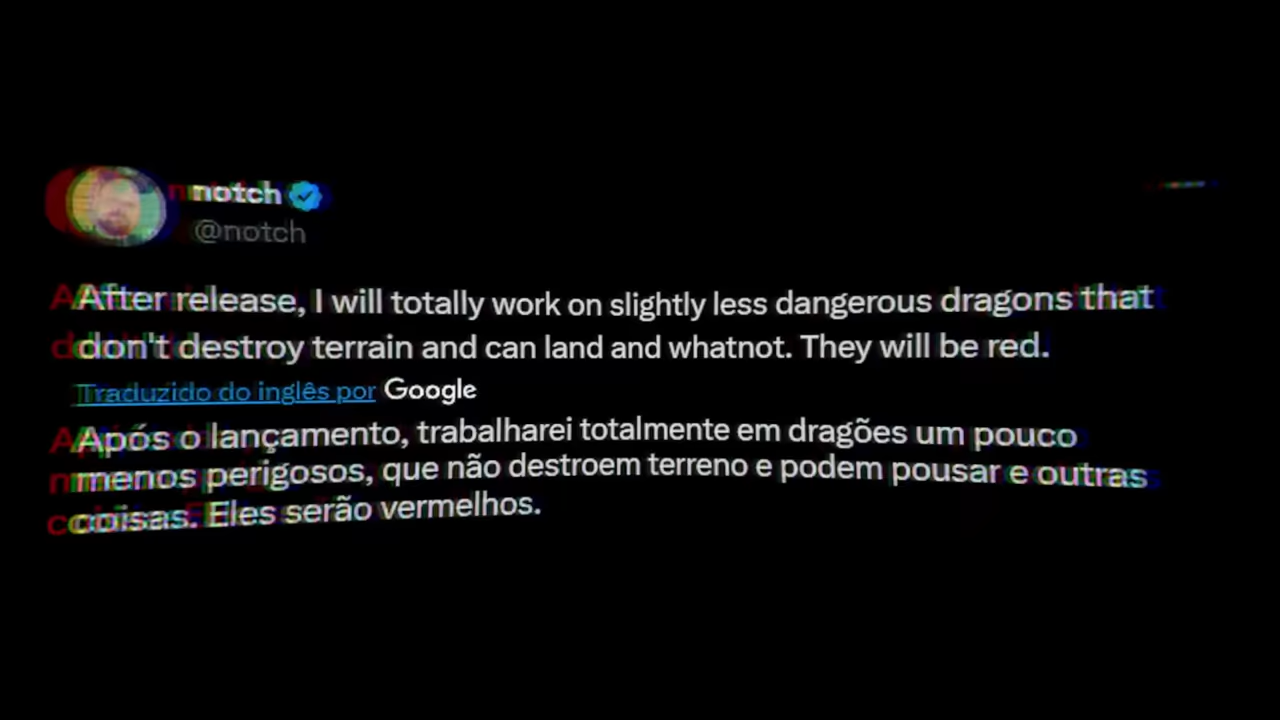 notch
@notch
After release, I will totally work on slightly less dangerous dragons that
don't destroy terrain and can land and whatnot. They will be red.
Traduzido do inglês por Google
Após o lançamento, trabalharei totalmente em dragões um pouco
menos perigosos, que não destroem terreno e podem pousar e outras
coisas. Eles serão vermelhos.